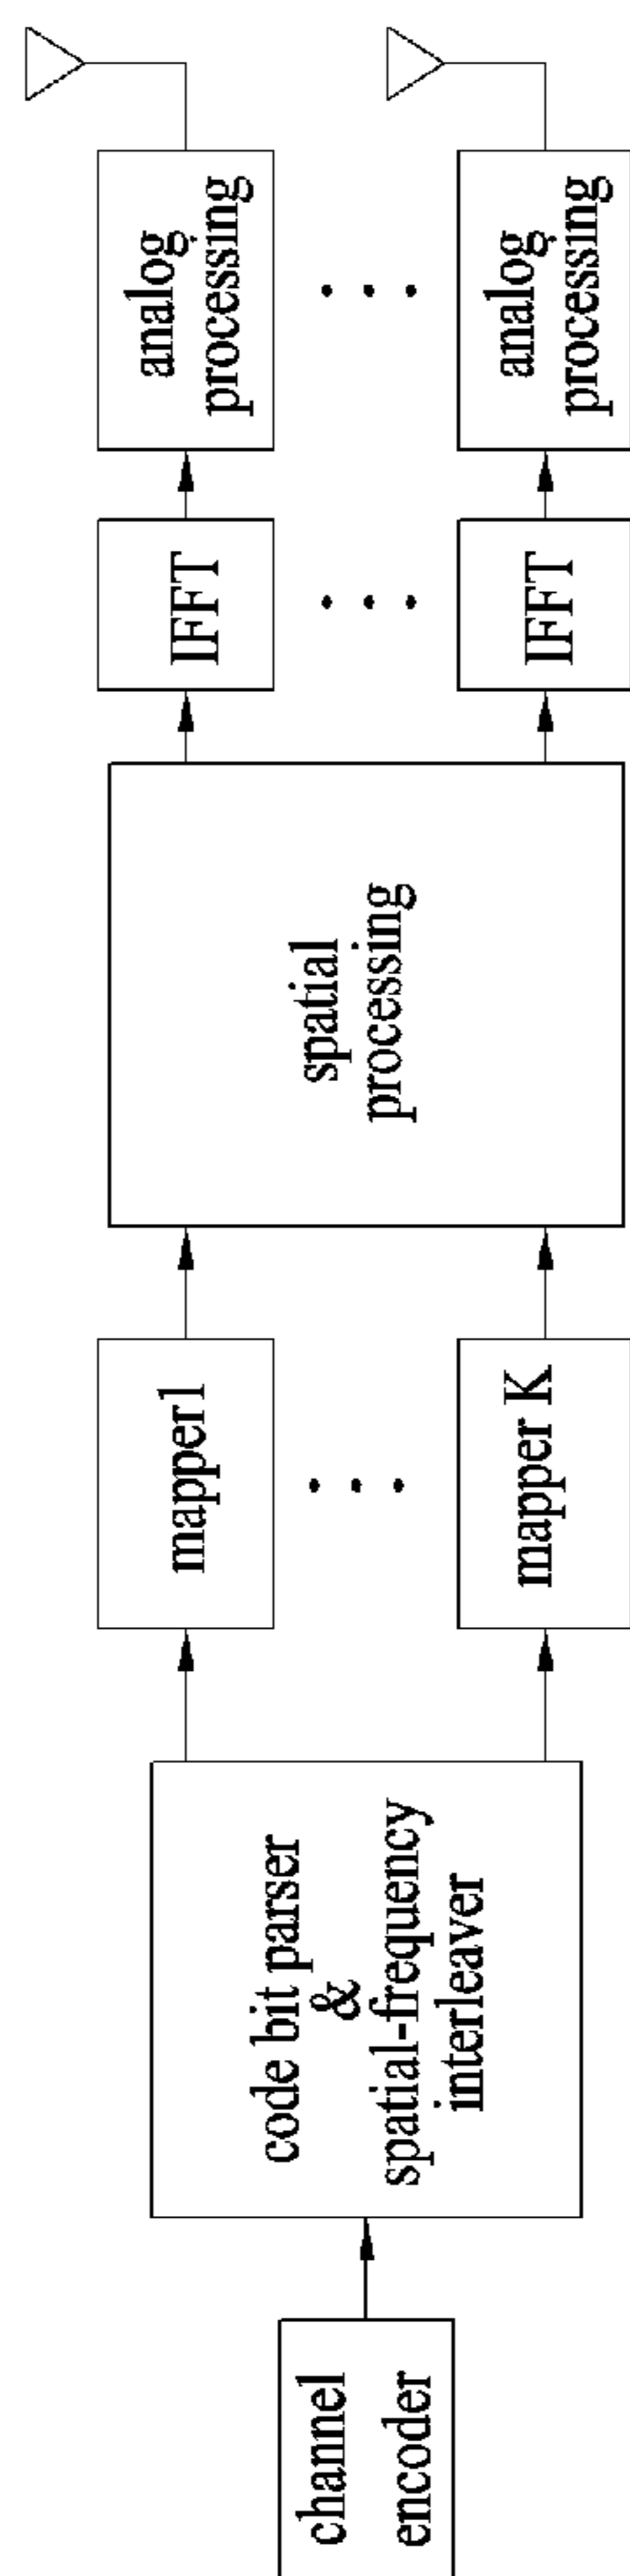 channel
encoder
code bit parser
&
spatial-frequency
interleaver
mapper1
mapper K
spatial
processing
IFFT
IFFT
analog
processing
analog
processing